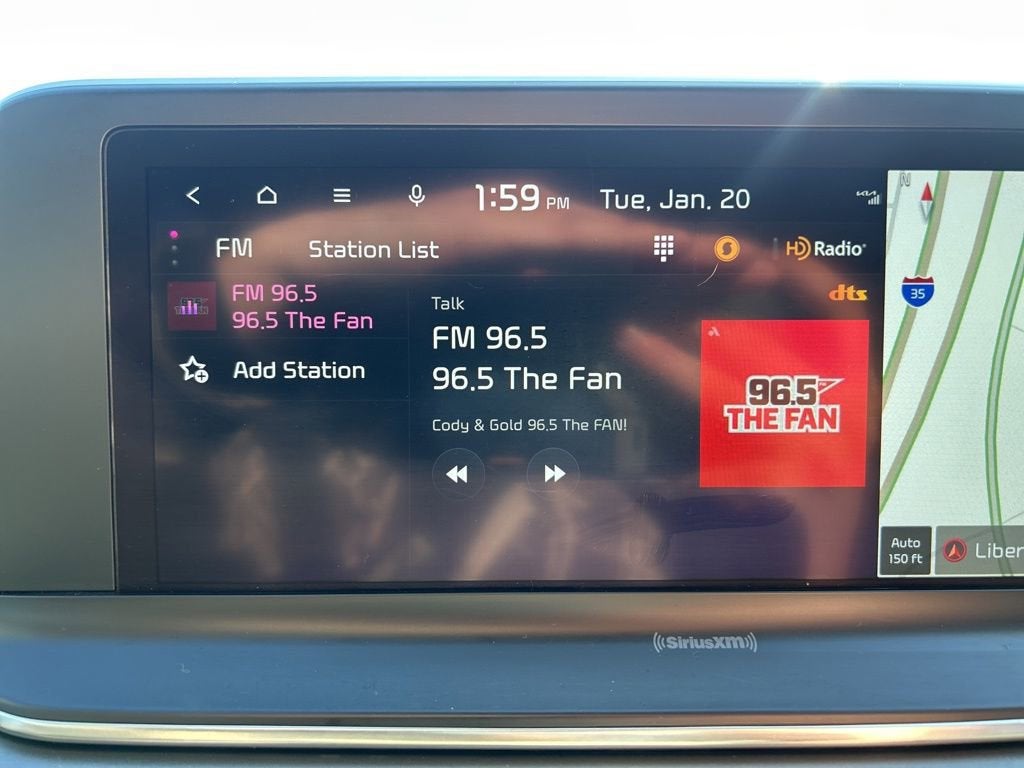 1:59 PM Tue, Jan. 20
FM Station List HD Radio
FM 96.5
96.5 The Fan
Add Station
Talk
FM 96.5
96.5 The Fan
Cody & Gold 96.5 The FAN!
dts
96.5 FM
THE FAN
N
35
Auto
150 ft
Liber
((SiriusXM))